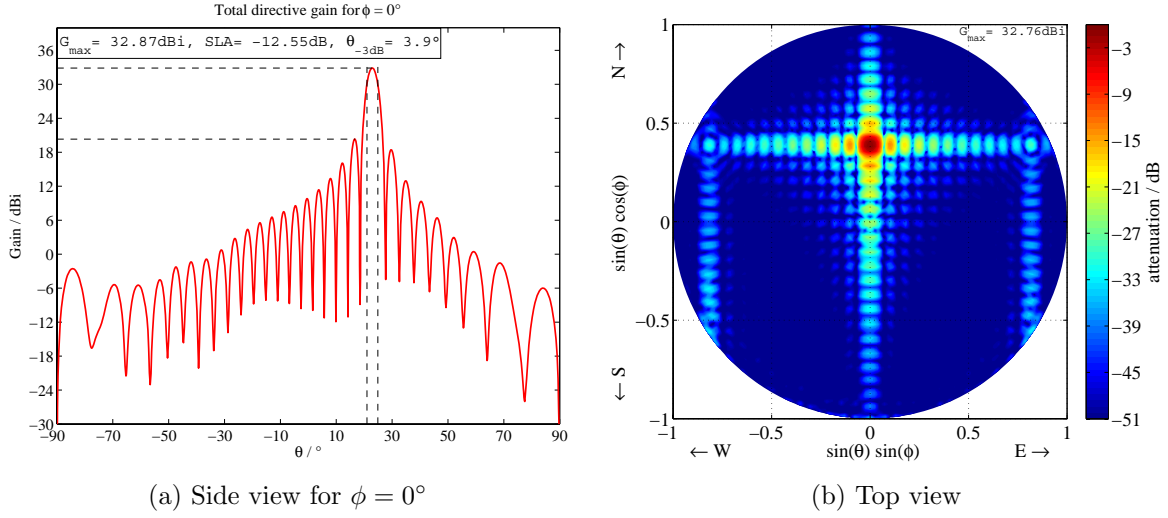 Total directive gain for ϕ = 0°
G_max= 32.87dBi, SLA= -12.55dB, θ_-3dB= 3.9°
36
30
24
18
12
6
0
−6
−12
−18
−24
−30
Gain / dBi
−90 −70 −50 −30 −10 10 30 50 70 90
θ / °
(a) Side view for ϕ = 0°
G_max= 32.76dBi
1
0.5
0
−0.5
−1
N →
sin(θ) cos(ϕ)
← S
−1 −0.5 0 0.5 1
← W sin(θ) sin(ϕ) E →
−3
−9
−15
−21
−27
−33
−39
−45
−51
attenuation / dB
(b) Top view